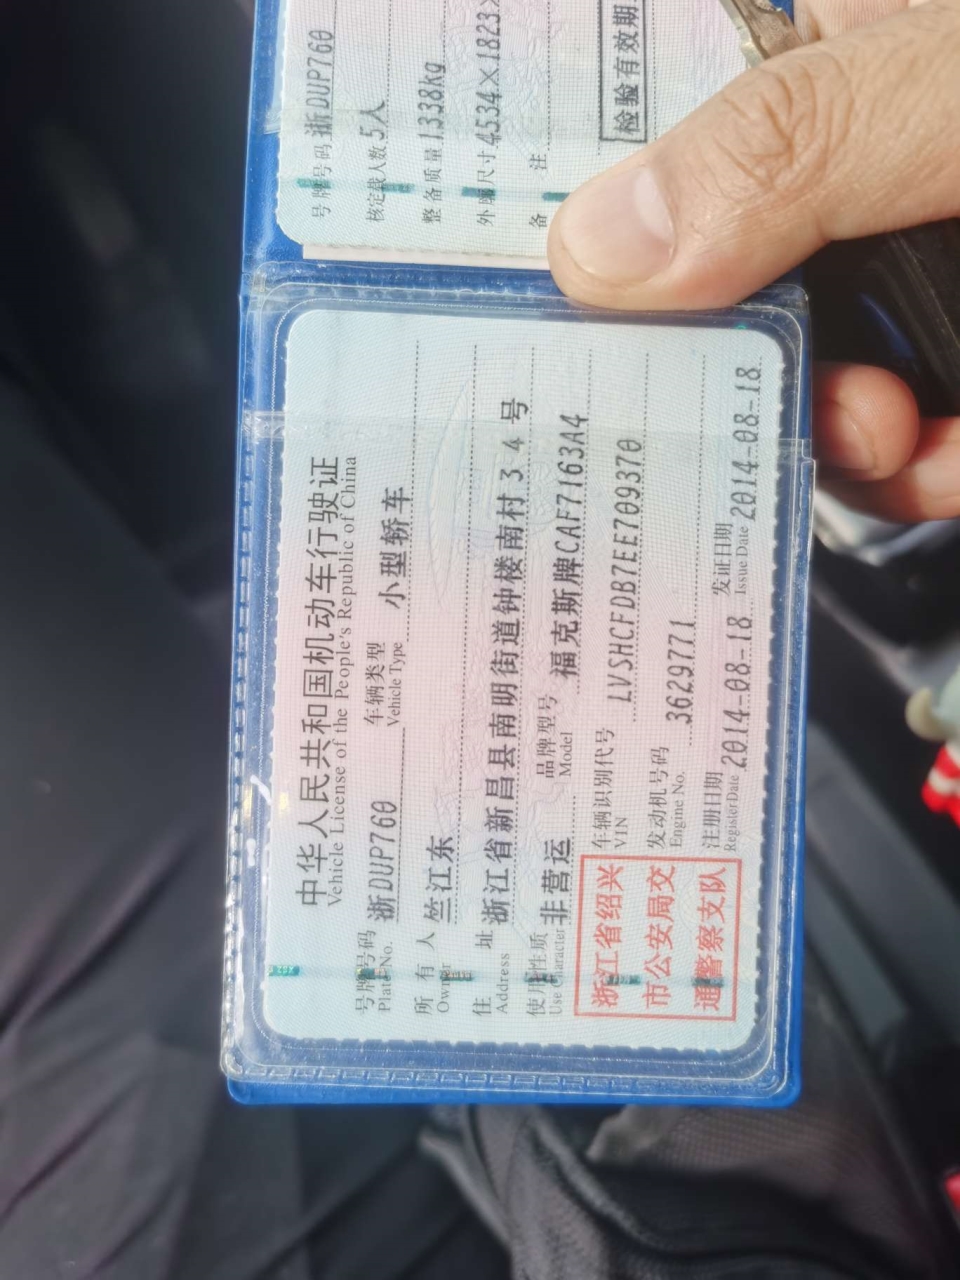 中华人民共和国机动车行驶证
Vehicle License of the People's Republic of China
号牌号码 浙DUP760 车辆类型 小型轿车
Plate No. Vehicle Type
所有人 竺江东
Owner
住址 浙江省新昌县南明街道钟楼南村34号
Address
使用性质 非营运 品牌型号 福克斯牌CAF7163A4
Use Character Model
浙江省绍兴
市公安局交
通警察支队
车辆识别代号 LVSHCFDB7EE709370
VIN
发动机号码 3629771
Engine No.
注册日期 2014-08-18 发证日期 2014-08-18
Register Date Issue Date
号牌号码 浙DUP760
核定载人数 5人
整备质量 1338kg
外廓尺寸 4534×1823×
备注
检验有效期